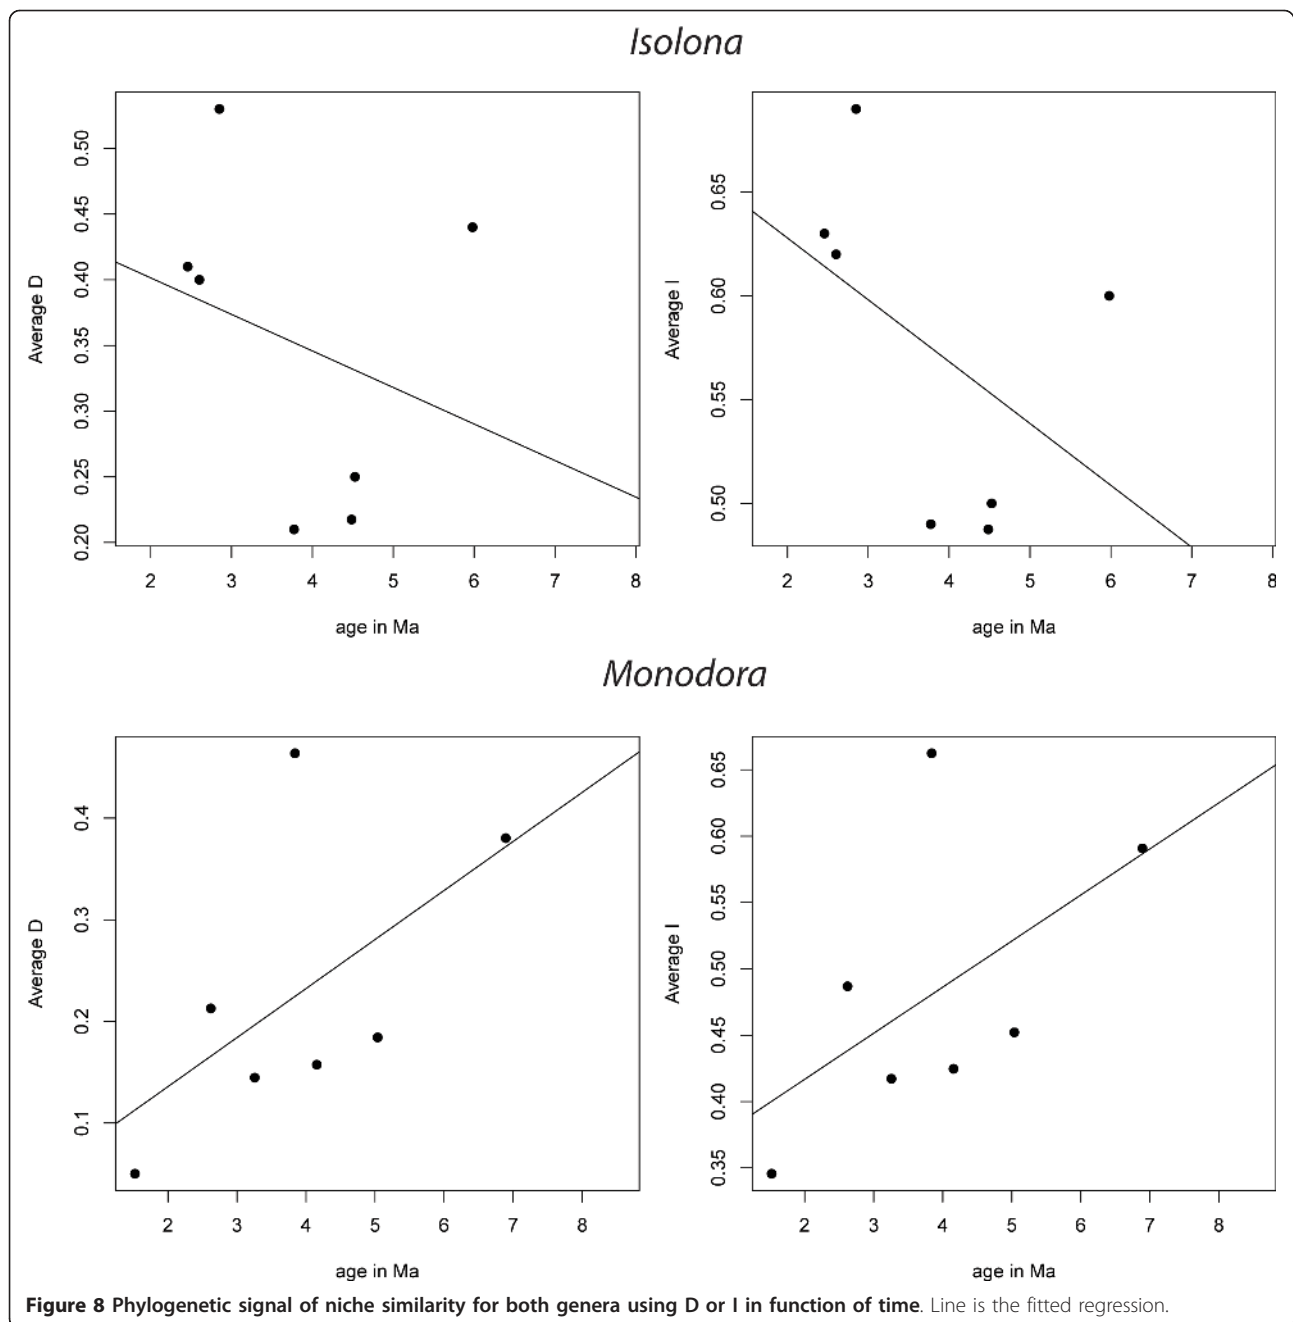 Isolona
Average D
0.20 0.25 0.30 0.35 0.40 0.45 0.50
2 3 4 5 6 7 8
age in Ma
Average I
0.50 0.55 0.60 0.65
2 3 4 5 6 7 8
age in Ma
Monodora
Average D
0.1 0.2 0.3 0.4
2 3 4 5 6 7 8
age in Ma
Average I
0.35 0.40 0.45 0.50 0.55 0.60 0.65
2 3 4 5 6 7 8
age in Ma
Figure 8 Phylogenetic signal of niche similarity for both genera using D or I in function of time. Line is the fitted regression.